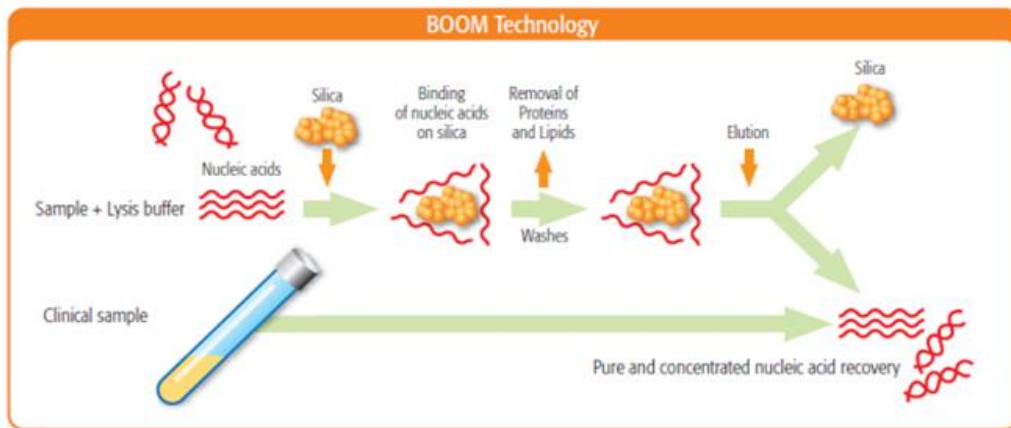 BOOM Technology
Silica
Binding
of nucleic acids
on silica
Removal of
Proteins
and Lipids
Elution
Silica
Nucleic acids
Sample + Lysis buffer
Washes
Clinical sample
Pure and concentrated nucleic acid recovery